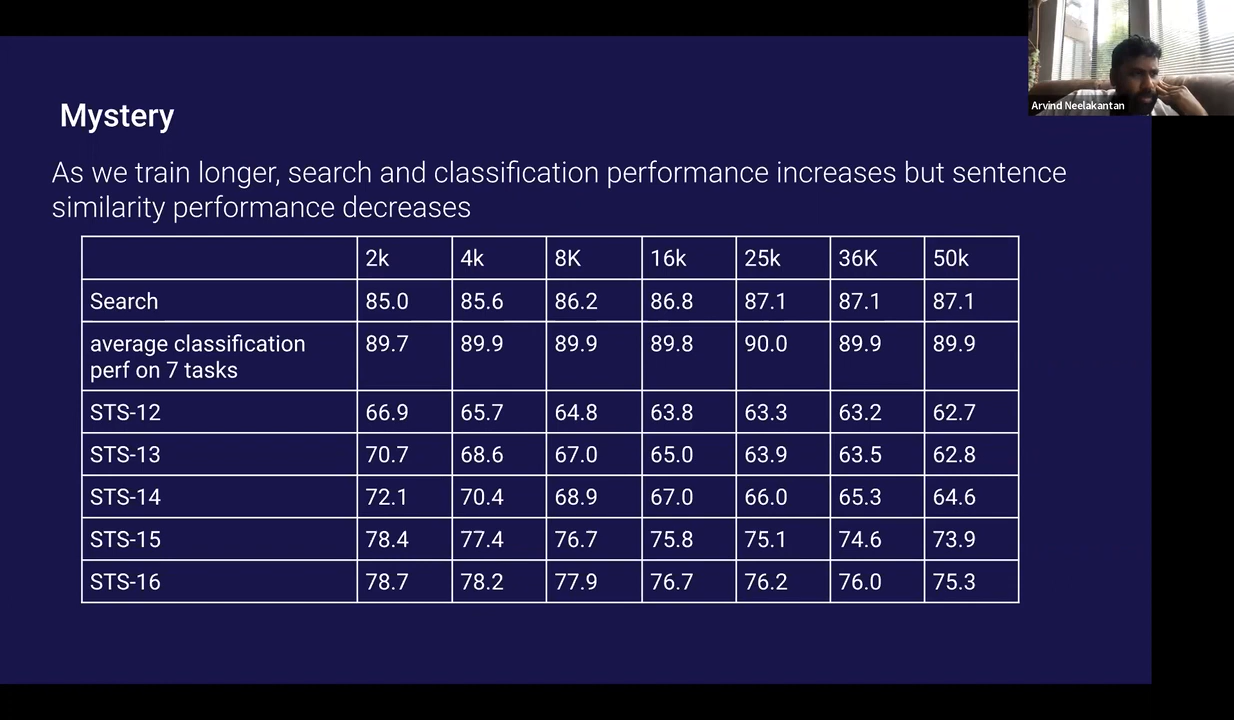 Arvind Neelakantan
Mystery
As we train longer, search and classification performance increases but sentence
similarity performance decreases
2k 4k 8K 16k 25k 36K 50k
Search 85.0 85.6 86.2 86.8 87.1 87.1 87.1
average classification
perf on 7 tasks 89.7 89.9 89.9 89.8 90.0 89.9 89.9
STS-12 66.9 65.7 64.8 63.8 63.3 63.2 62.7
STS-13 70.7 68.6 67.0 65.0 63.9 63.5 62.8
STS-14 72.1 70.4 68.9 67.0 66.0 65.3 64.6
STS-15 78.4 77.4 76.7 75.8 75.1 74.6 73.9
STS-16 78.7 78.2 77.9 76.7 76.2 76.0 75.3